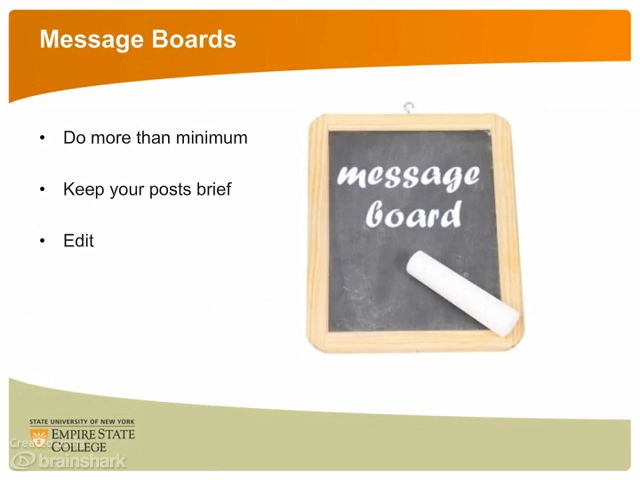 Message Boards
• Do more than minimum
• Keep your posts brief
• Edit
message
board
STATE UNIVERSITY OF NEW YORK
EMPIRE STATE
COLLEGE
brainshark